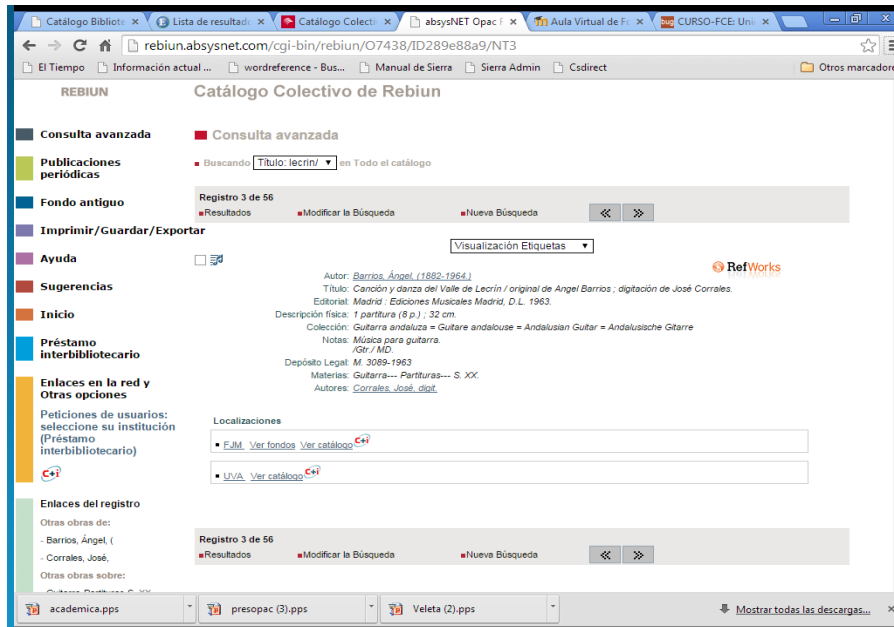 Catálogo Bibliote
Lista de resultad
Catálogo Colecti
absysNET Opac
Aula Virtual de F
CURSO-FCE: Uni
rebiun.absysnet.com/cgi-bin/rebiun/O7438/ID289e88a9/NT3
El Tiempo Información actual ... wordreference - Bus... Manual de Sierra Sierra Admin Csdirect Otros marcadore
REBIUN
Catálogo Colectivo de Rebiun
Consulta avanzada
Publicaciones
periódicas
Fondo antiguo
Imprimir/Guardar/Exportar
Ayuda
Sugerencias
Inicio
Préstamo
interbibliotecario
Enlaces en la red y
Otras opciones
Peticiones de usuarios:
seleccione su institución
(Préstamo
interbibliotecario)
C+i
Enlaces del registro
Otras obras de:
- Barrios, Ángel, (
- Corrales, José,
Otras obras sobre:
- Guitarra Partituras S. XX
Consulta avanzada
Buscando Título: lecrin/ en Todo el catálogo
Registro 3 de 56
Resultados Modificar la Búsqueda Nueva Búsqueda
Visualización Etiquetas
RefWorks
Autor: Barrios, Ángel, (1882-1964.)
Título: Canción y danza del Valle de Lecrín / original de Angel Barrios ; digitación de José Corrales.
Editorial: Madrid : Ediciones Musicales Madrid, D.L. 1963.
Descripción física: 1 partitura (8 p.) ; 32 cm.
Colección: Guitarra andaluza = Guitare andalouse = Andalusian Guitar = Andalusische Gitarre
Notas: Música para guitarra.
/Gtr./ MD.
Depósito Legal: M. 3089-1963
Materias: Guitarra--- Partituras--- S. XX.
Autores: Corrales, José, digit.
Localizaciones
FJM Ver fondos Ver catálogo C+i
UVA Ver catálogo C+i
Registro 3 de 56
Resultados Modificar la Búsqueda Nueva Búsqueda
academica.pps presopac (3).pps Veleta (2).pps Mostrar todas las descargas...